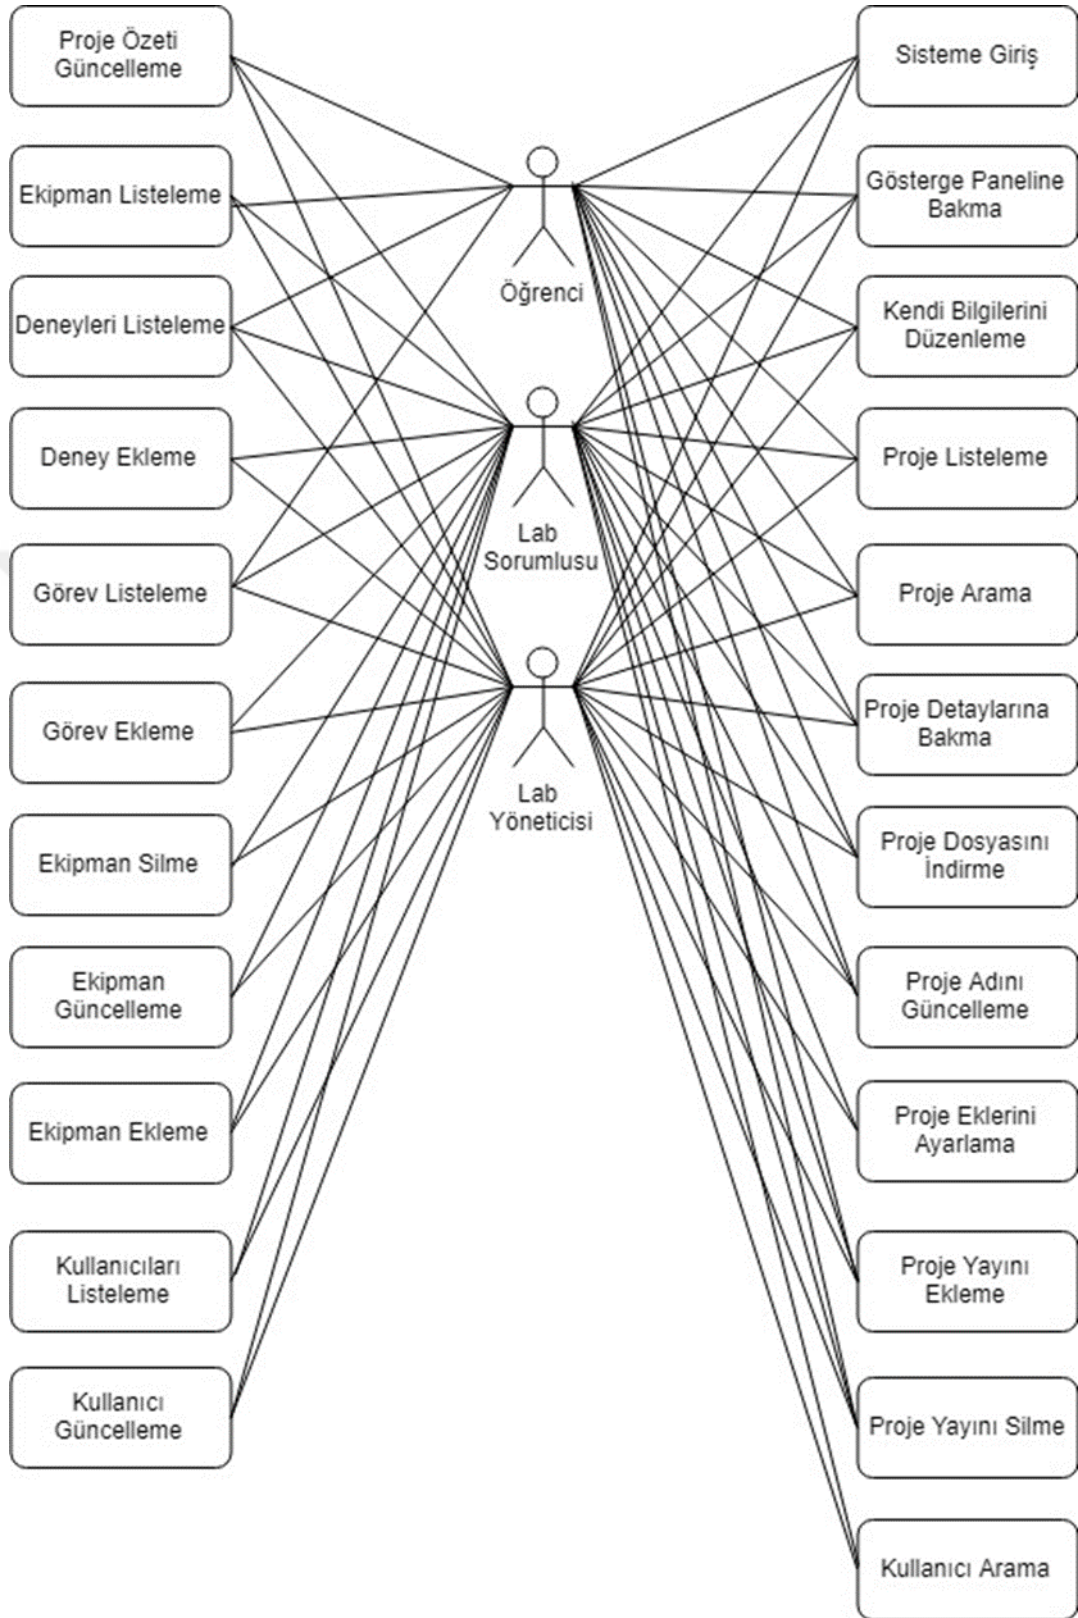 Proje Özeti
Güncelleme
Ekipman Listeleme
Deneyleri Listeleme
Deney Ekleme
Görev Listeleme
Görev Ekleme
Ekipman Silme
Ekipman
Güncelleme
Ekipman Ekleme
Kullanıcıları
Listeleme
Kullanıcı
Güncelleme
Öğrenci
Lab
Sorumlusu
Lab
Yöneticisi
Sisteme Giriş
Gösterge Paneline
Bakma
Kendi Bilgilerini
Düzenleme
Proje Listeleme
Proje Arama
Proje Detaylarına
Bakma
Proje Dosyasını
İndirme
Proje Adını
Güncelleme
Proje Eklerini
Ayarlama
Proje Yayını
Ekleme
Proje Yayını Silme
Kullanıcı Arama